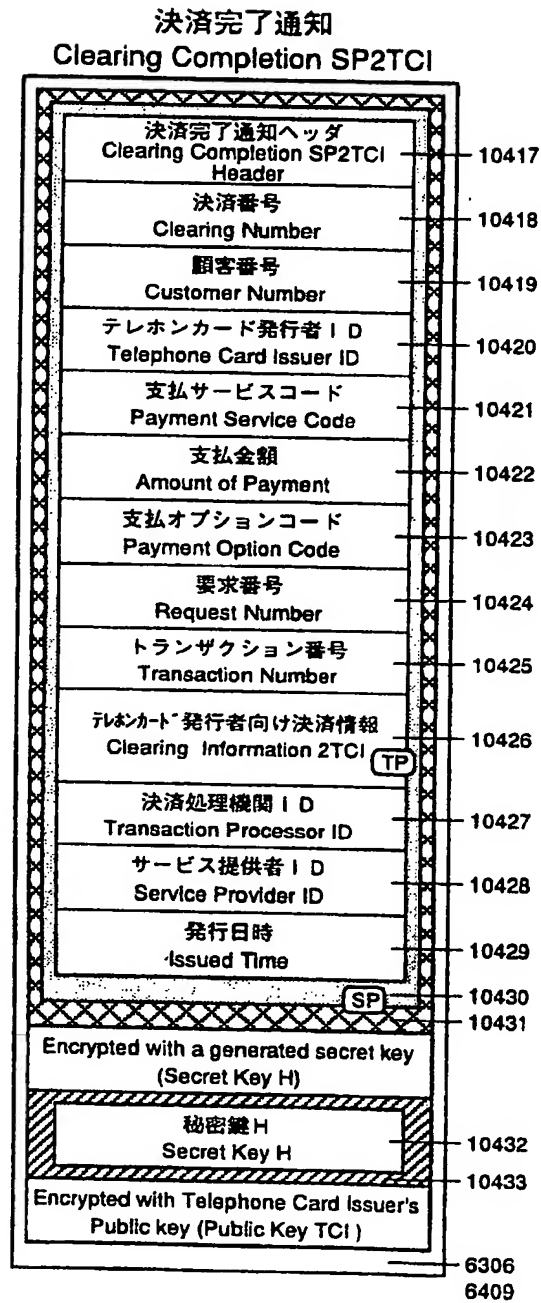 決済完了通知
Clearing Completion SP2TCI
決済完了通知ヘッダ
Clearing Completion SP2TCI
Header
10417
決済番号
Clearing Number
10418
顧客番号
Customer Number
10419
テレホンカード発行者ID
Telephone Card Issuer ID
10420
支払サービスコード
Payment Service Code
10421
支払金額
Amount of Payment
10422
支払オプションコード
Payment Option Code
10423
要求番号
Request Number
10424
トランザクション番号
Transaction Number
10425
テレホンカード発行者向け決済情報
Clearing Information 2TCI
TP
10426
決済処理機関ID
Transaction Processor ID
10427
サービス提供者ID
Service Provider ID
10428
発行日時
Issued Time
10429
SP
10430
10431
Encrypted with a generated secret key
(Secret Key H)
秘密鍵H
Secret Key H
10432
10433
Encrypted with Telephone Card Issuer's
Public key (Public Key TCI)
6306
6409